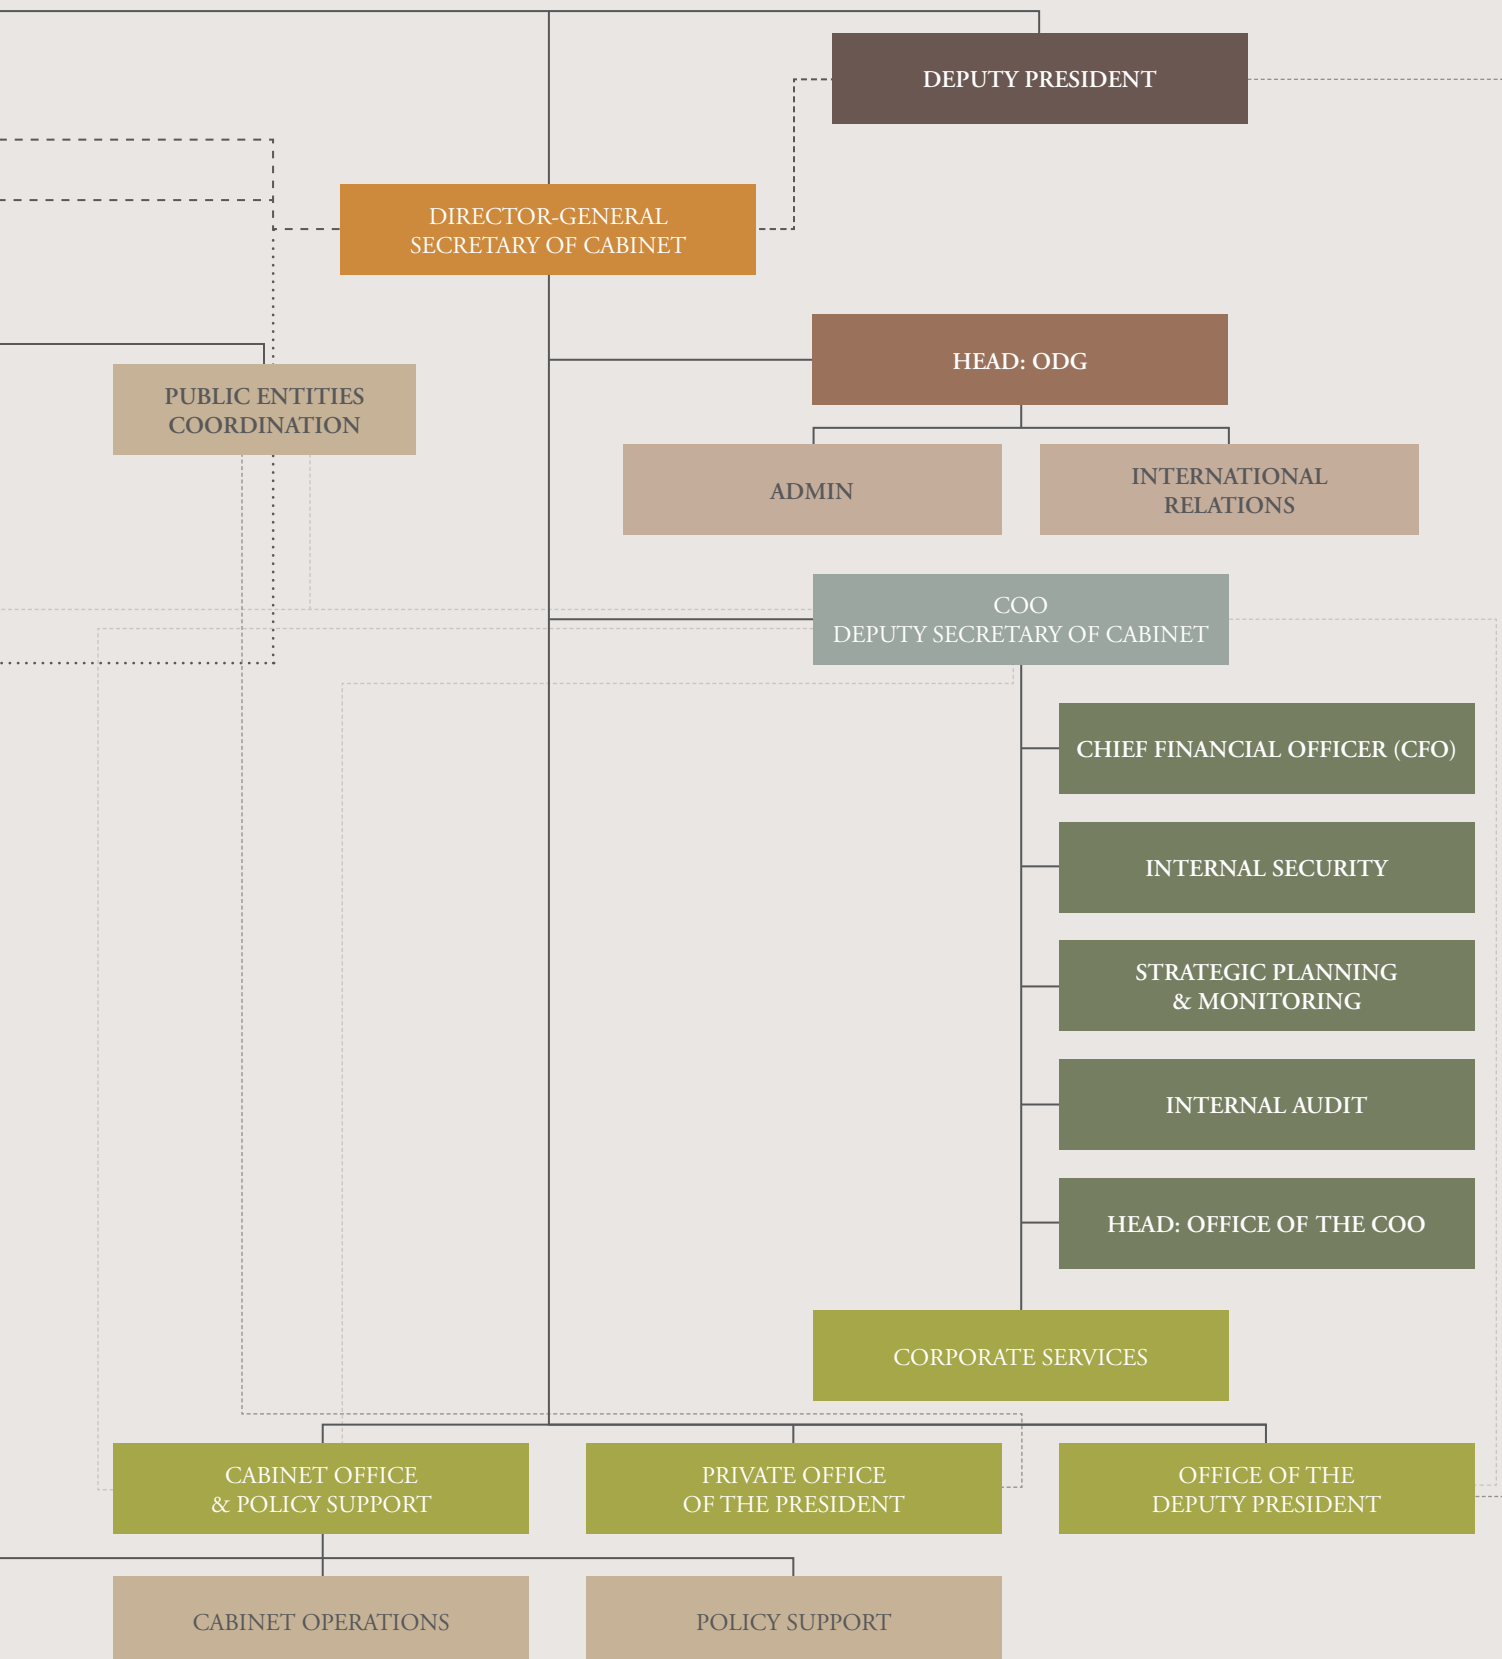 DEPUTY PRESIDENT
DIRECTOR-GENERAL
SECRETARY OF CABINET
HEAD: ODG
PUBLIC ENTITIES
COORDINATION
ADMIN
INTERNATIONAL
RELATIONS
COO
DEPUTY SECRETARY OF CABINET
CHIEF FINANCIAL OFFICER (CFO)
INTERNAL SECURITY
STRATEGIC PLANNING
& MONITORING
INTERNAL AUDIT
HEAD: OFFICE OF THE COO
CORPORATE SERVICES
CABINET OFFICE
& POLICY SUPPORT
PRIVATE OFFICE
OF THE PRESIDENT
OFFICE OF THE
DEPUTY PRESIDENT
CABINET OPERATIONS
POLICY SUPPORT